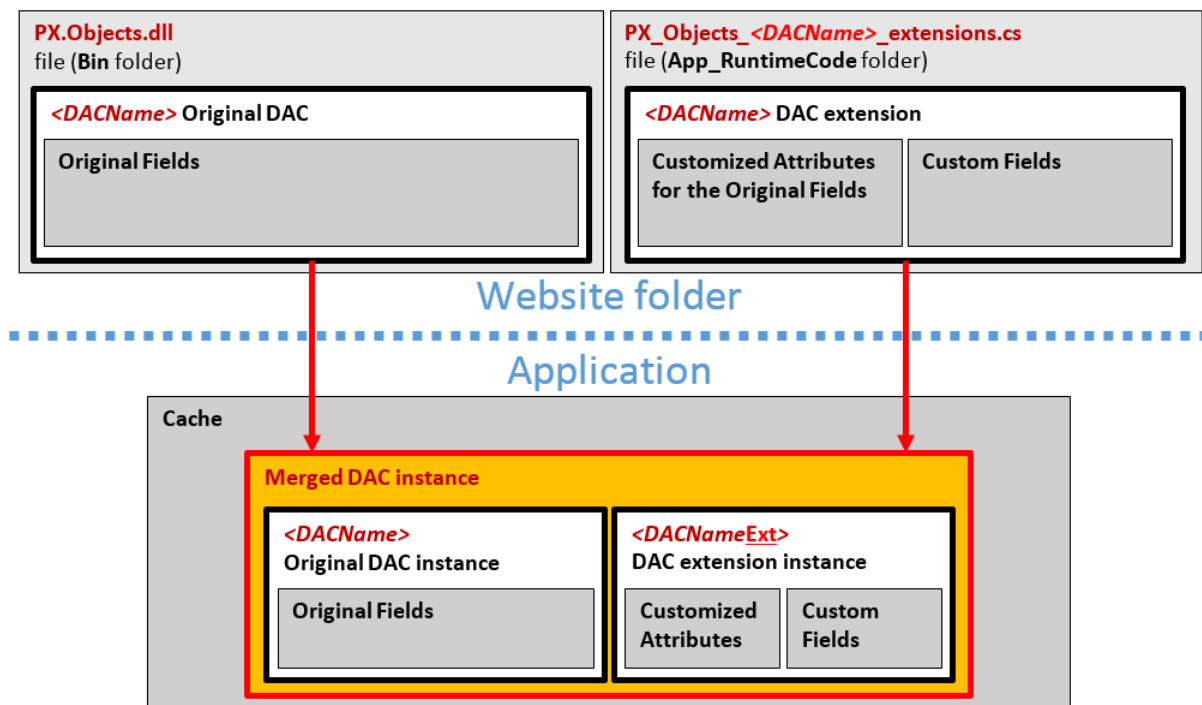 PX.Objects.dll
file (Bin folder)
<DACName> Original DAC
Original Fields
PX_Objects_<DACName>_extensions.cs
file (App_RuntimeCode folder)
<DACName> DAC extension
Customized Attributes
for the Original Fields
Custom Fields
Website folder
Application
Cache
Merged DAC instance
<DACName>
Original DAC instance
Original Fields
<DACNameExt>
DAC extension instance
Customized
Attributes
Custom
Fields